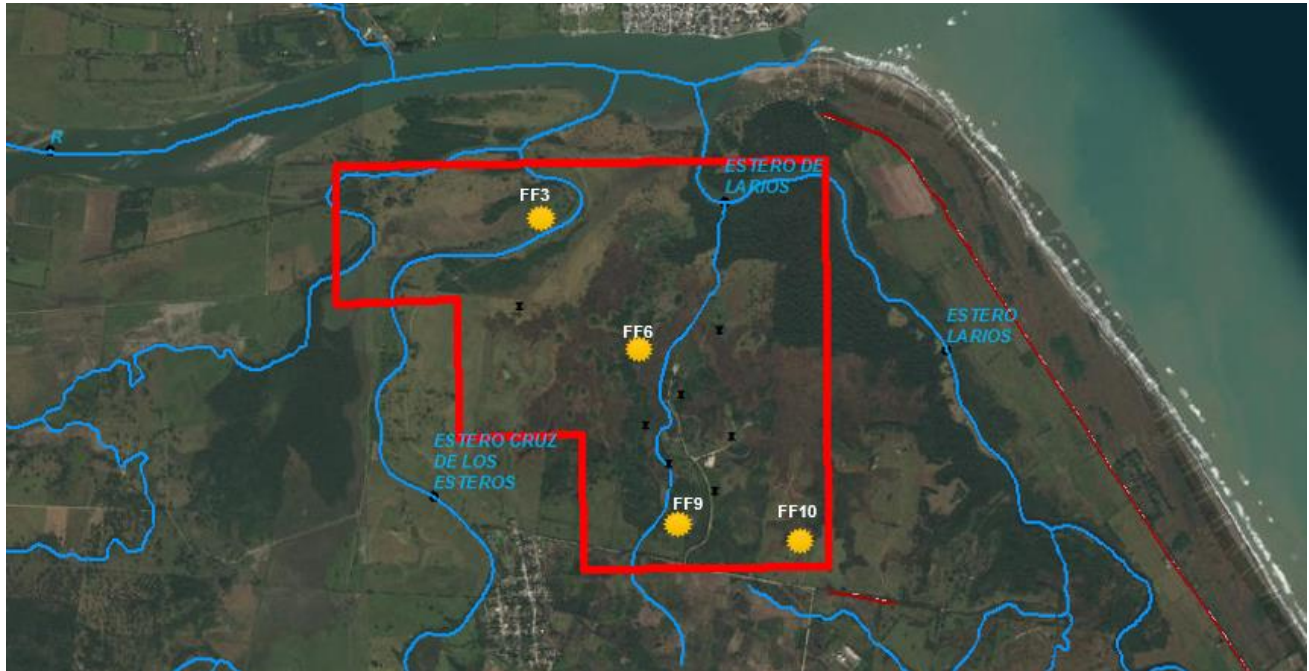 R
ESTERO DE
LARIOS
FF3
ESTERO
LARIOS
FF6
ESTERO CRUZ
DE LOS
ESTEROS
FF9
FF10